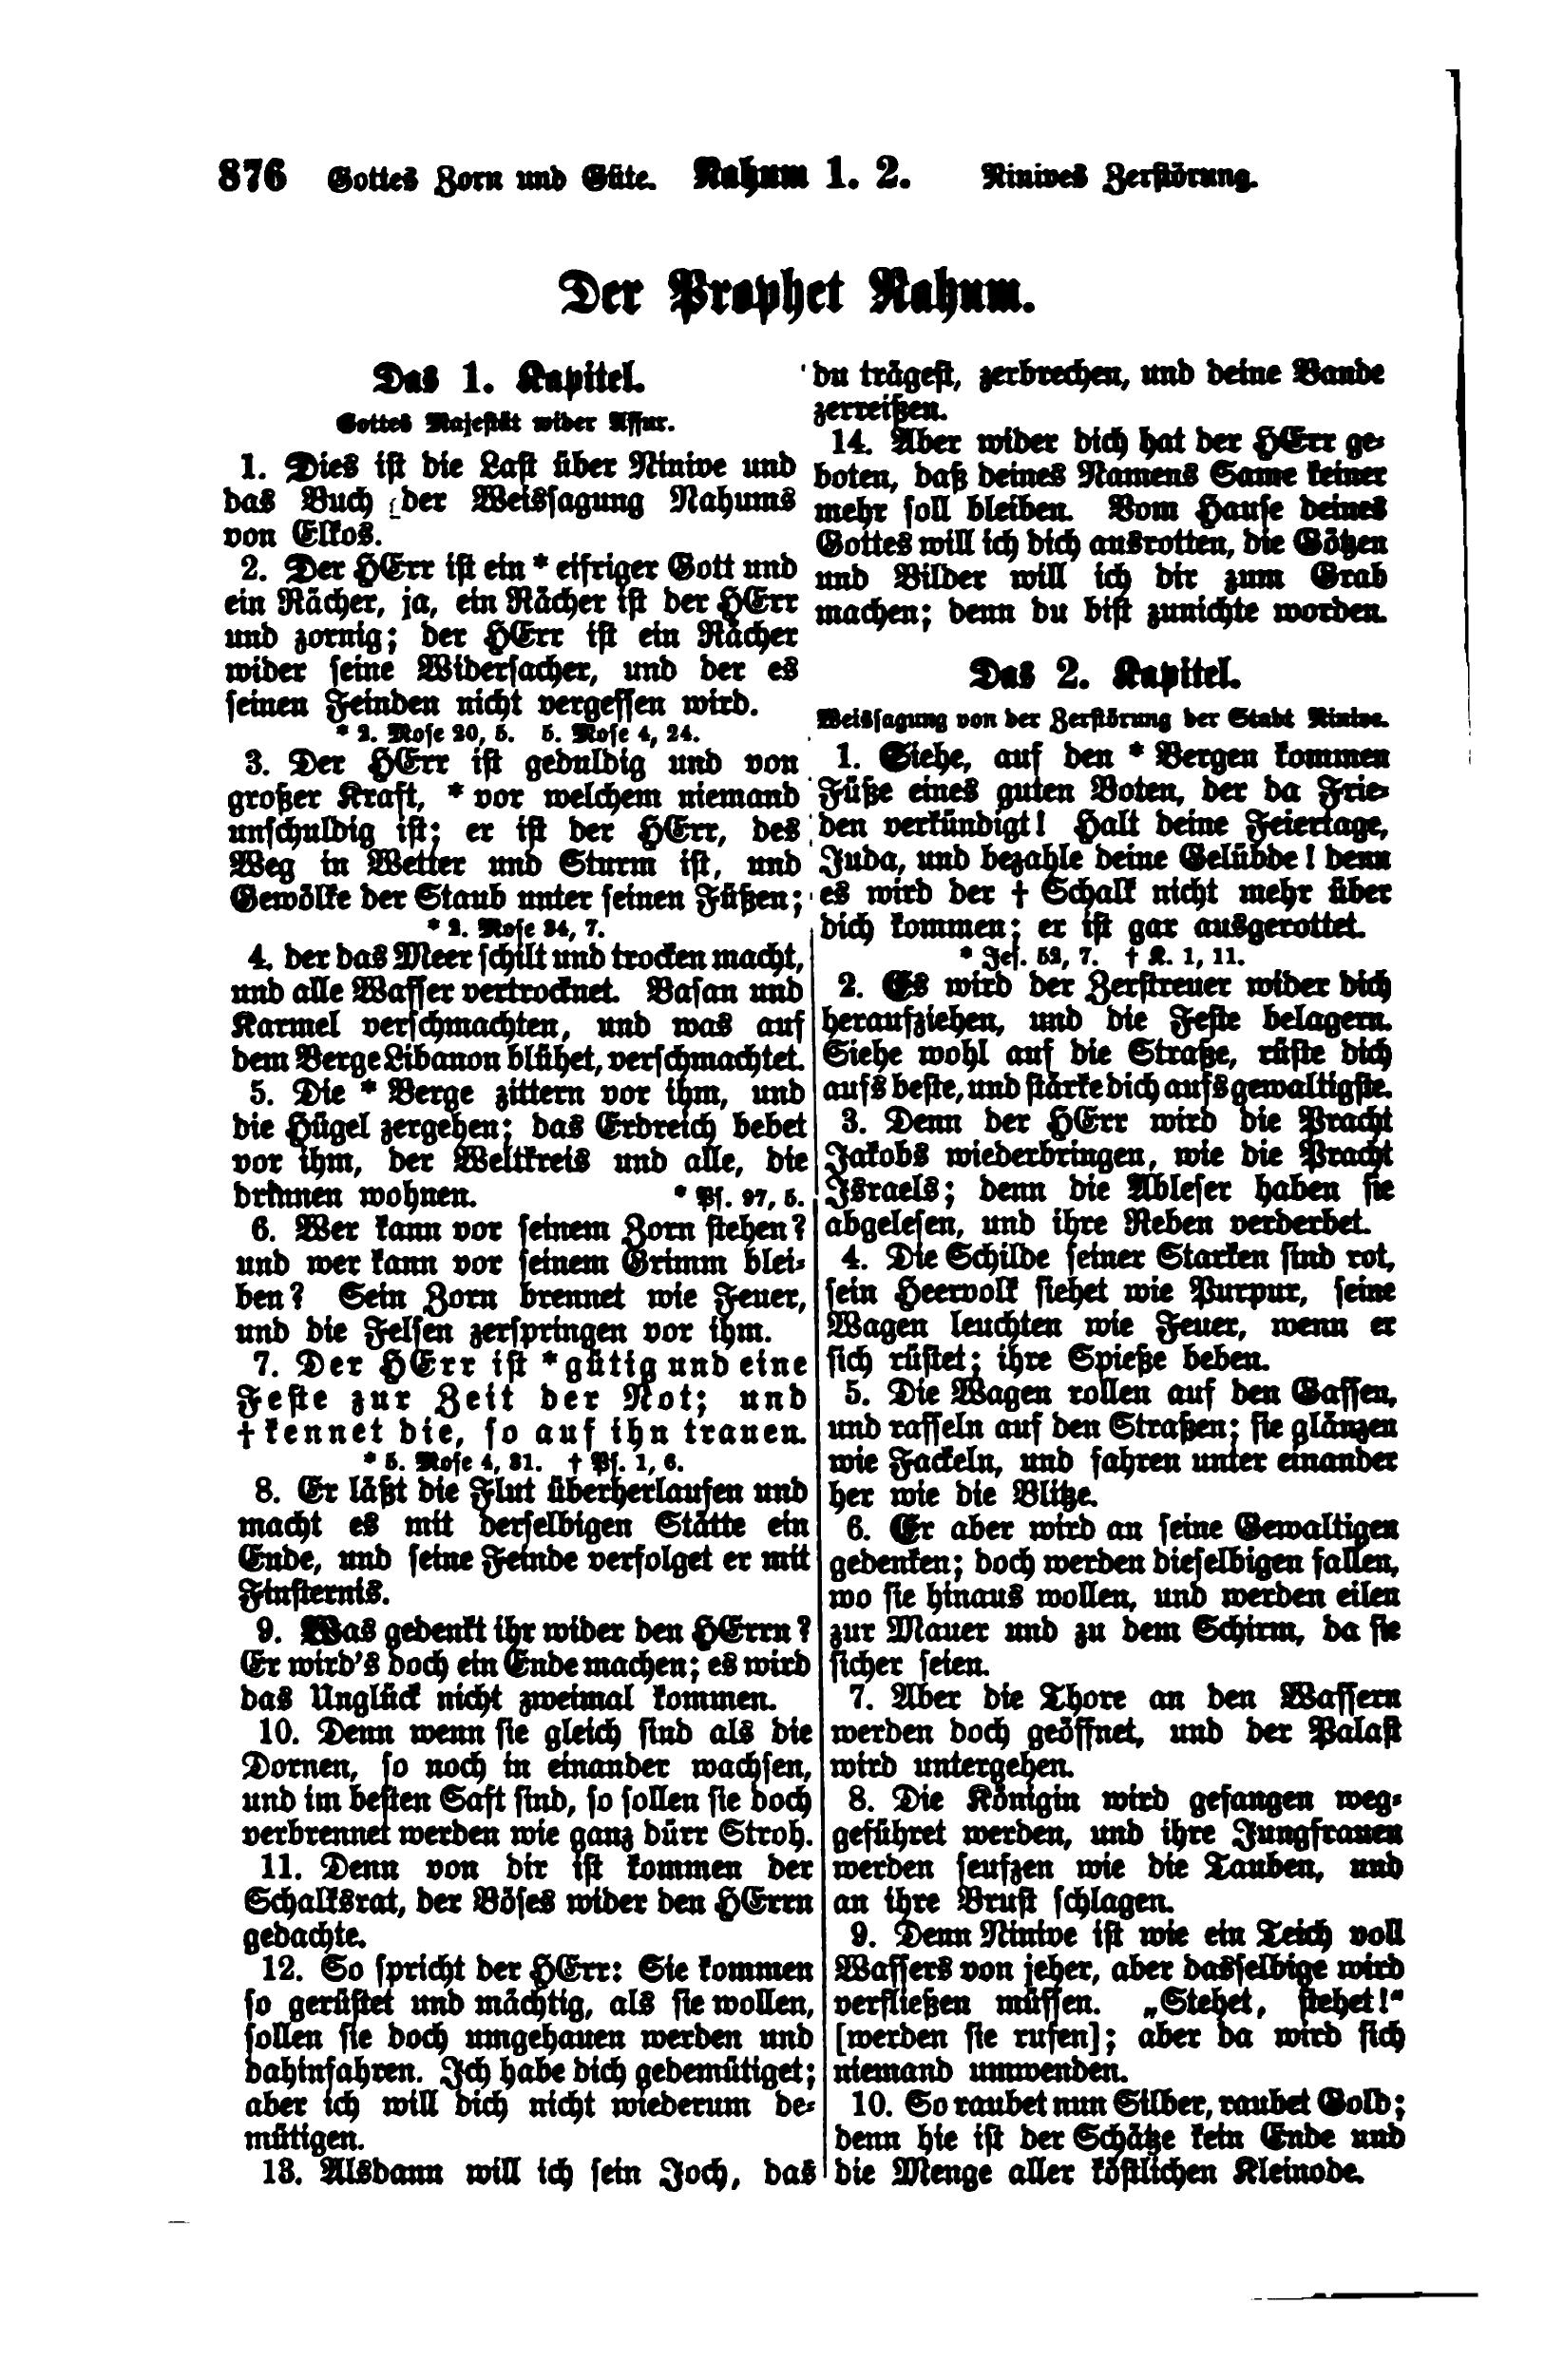 876 Gottes Zorn und Güte. Nahum 1. 2. Ninives Zerstörung.
Der Prophet Nahum.
Das 1. Kapitel.
Gottes Majestät wider Assur.
1. Dies ist die Last über Ninive und
das Buch der Weissagung Nahums
von Elkos.
2. Der HErr ist ein * eifriger Gott und
ein Rächer, ja, ein Rächer ist der HErr
und zornig; der HErr ist ein Rächer
wider seine Widersacher, und der es
seinen Feinden nicht vergessen wird.
* 2. Mose 20, 5. 5. Mose 4, 24.
3. Der HErr ist geduldig und von
großer Kraft, * vor welchem niemand
unschuldig ist; er ist der HErr, des
Weg in Wetter und Sturm ist, und
Gewölke der Staub unter seinen Füßen;
* 2. Mose 34, 7.
4. der das Meer schilt und trocken macht,
und alle Wasser vertrocknet. Basan und
Karmel verschmachten, und was auf
dem Berge Libanon blühet, verschmachtet.
5. Die * Berge zittern vor ihm, und
die Hügel zergehen; das Erdreich bebet
vor ihm, der Weltkreis und alle, die
drinnen wohnen. * Ps. 97, 5.
6. Wer kann vor seinem Zorn stehen?
und wer kann vor seinem Grimm blei-
ben? Sein Zorn brennet wie Feuer,
und die Felsen zerspringen vor ihm.
7. Der HErr ist * gütig und eine
Feste zur Zeit der Not; und
† kennet die, so auf ihn trauen.
* 5. Mose 4, 31. † Ps. 1, 6.
8. Er läßt die Flut überherlaufen und
macht es mit derselbigen Stätte ein
Ende, und seine Feinde verfolget er mit
Finsternis.
9. Was gedenkt ihr wider den HErrn?
Er wird's doch ein Ende machen; es wird
das Unglück nicht zweimal kommen.
10. Denn wenn sie gleich sind als die
Dornen, so noch in einander wachsen,
und im besten Saft sind, so sollen sie doch
verbrennet werden wie ganz dürr Stroh.
11. Denn von dir ist kommen der
Schalksrat, der Böses wider den HErrn
gedachte.
12. So spricht der HErr: Sie kommen
so gerüstet und mächtig, als sie wollen,
sollen sie doch umgehauen werden und
dahinfahren. Ich habe dich gedemütiget;
aber ich will dich nicht wiederum de-
mütigen.
13. Alsdann will ich sein Joch, das
du trägest, zerbrechen, und deine Bande
zerreißen.
14. Aber wider dich hat der HErr ge-
boten, daß deines Namens Same keiner
mehr soll bleiben. Vom Hause deines
Gottes will ich dich ausrotten, die Götzen
und Bilder will ich dir zum Grab
machen; denn du bist zunichte worden.
Das 2. Kapitel.
Weissagung von der Zerstörung der Stadt Ninive.
1. Siehe, auf den * Bergen kommen
Füße eines guten Boten, der da Frie-
den verkündigt! Halt deine Feiertage,
Juda, und bezahle deine Gelübde! denn
es wird der † Schalk nicht mehr über
dich kommen; er ist gar ausgerottet.
* Jes. 52, 7. † K. 1, 11.
2. Es wird der Zerstreuer wider dich
heraufziehen, und die Feste belagern.
Siehe wohl auf die Straße, rüste dich
aufs beste, und stärke dich aufs gewaltigste.
3. Denn der HErr wird die Pracht
Jakobs wiederbringen, wie die Pracht
Israels; denn die Ableser haben sie
abgelesen, und ihre Reben verderbet.
4. Die Schilde seiner Starken sind rot,
sein Heervolk siehet wie Purpur, seine
Wagen leuchten wie Feuer, wenn er
sich rüstet; ihre Spieße beben.
5. Die Wagen rollen auf den Gassen,
und rasseln auf den Straßen; sie glänzen
wie Fackeln, und fahren unter einander
her wie die Blitze.
6. Er aber wird an seine Gewaltigen
gedenken; doch werden dieselbigen fallen,
wo sie hinaus wollen, und werden eilen
zur Mauer und zu dem Schirm, da sie
sicher seien.
7. Aber die Thore an den Wassern
werden doch geöffnet, und der Palast
wird untergehen.
8. Die Königin wird gefangen weg-
geführet werden, und ihre Jungfrauen
werden seufzen wie die Tauben, und
an ihre Brust schlagen.
9. Denn Ninive ist wie ein Teich voll
Wassers von jeher, aber dasselbige wird
verfließen müssen. „Stehet, stehet!“
[werden sie rufen]; aber da wird sich
niemand umwenden.
10. So raubet nun Silber, raubet Gold;
denn hie ist der Schätze kein Ende und
die Menge aller köstlichen Kleinode.